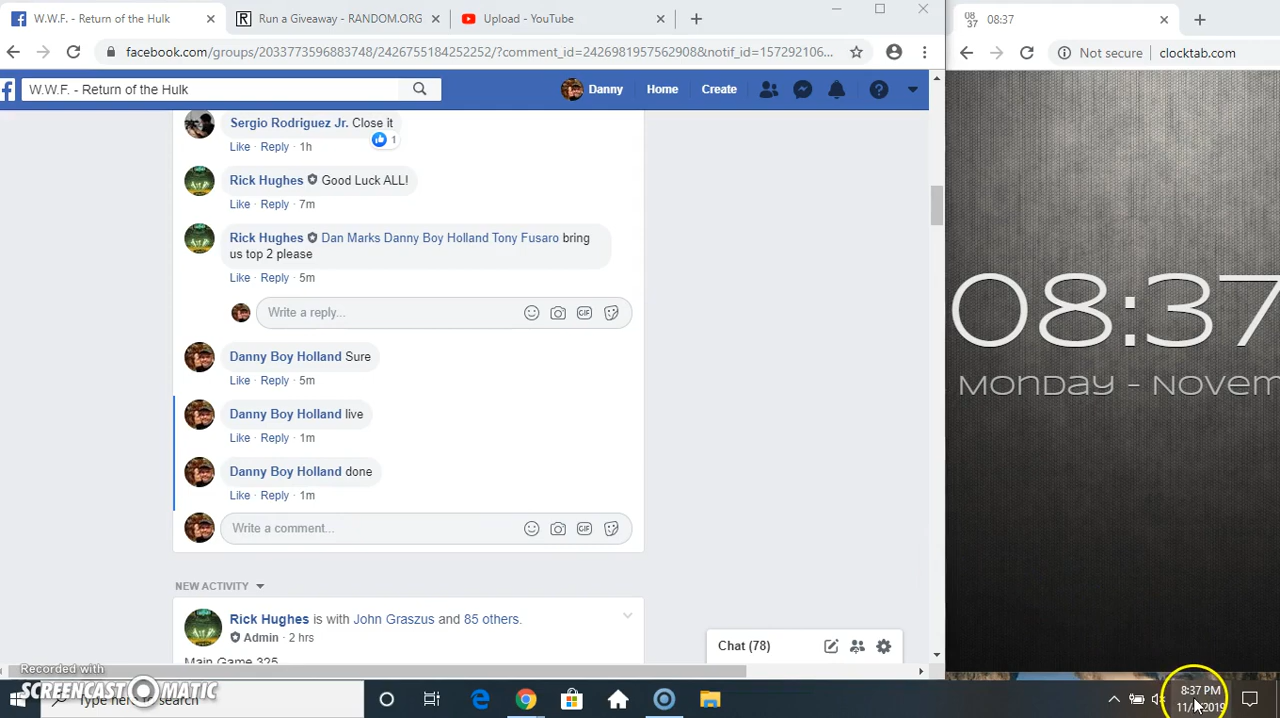 W.W.F. - Return of the Hulk
Run a Giveaway - RANDOM.ORG
Upload - YouTube
08:37
facebook.com/groups/2033773596883748/2426755184252252/?comment_id=2426981957562908&notif_id=157292106...
Not secure | clocktab.com
W.W.F. - Return of the Hulk
Danny Home Create
Sergio Rodriguez Jr. Close it
1
Like · Reply · 1h
Rick Hughes Good Luck ALL!
Like · Reply · 7m
Rick Hughes Dan Marks Danny Boy Holland Tony Fusaro bring
us top 2 please
Like · Reply · 5m
Write a reply...
GIF
Danny Boy Holland Sure
Like · Reply · 5m
Danny Boy Holland live
Like · Reply · 1m
Danny Boy Holland done
Like · Reply · 1m
Write a comment...
GIF
NEW ACTIVITY
Rick Hughes is with John Graszus and 85 others.
Admin · 2 hrs
Main Game 325
Chat (78)
08:37
Monday - Novem
Recorded with
SCREENCAST-O-MATIC
search
8:37 PM